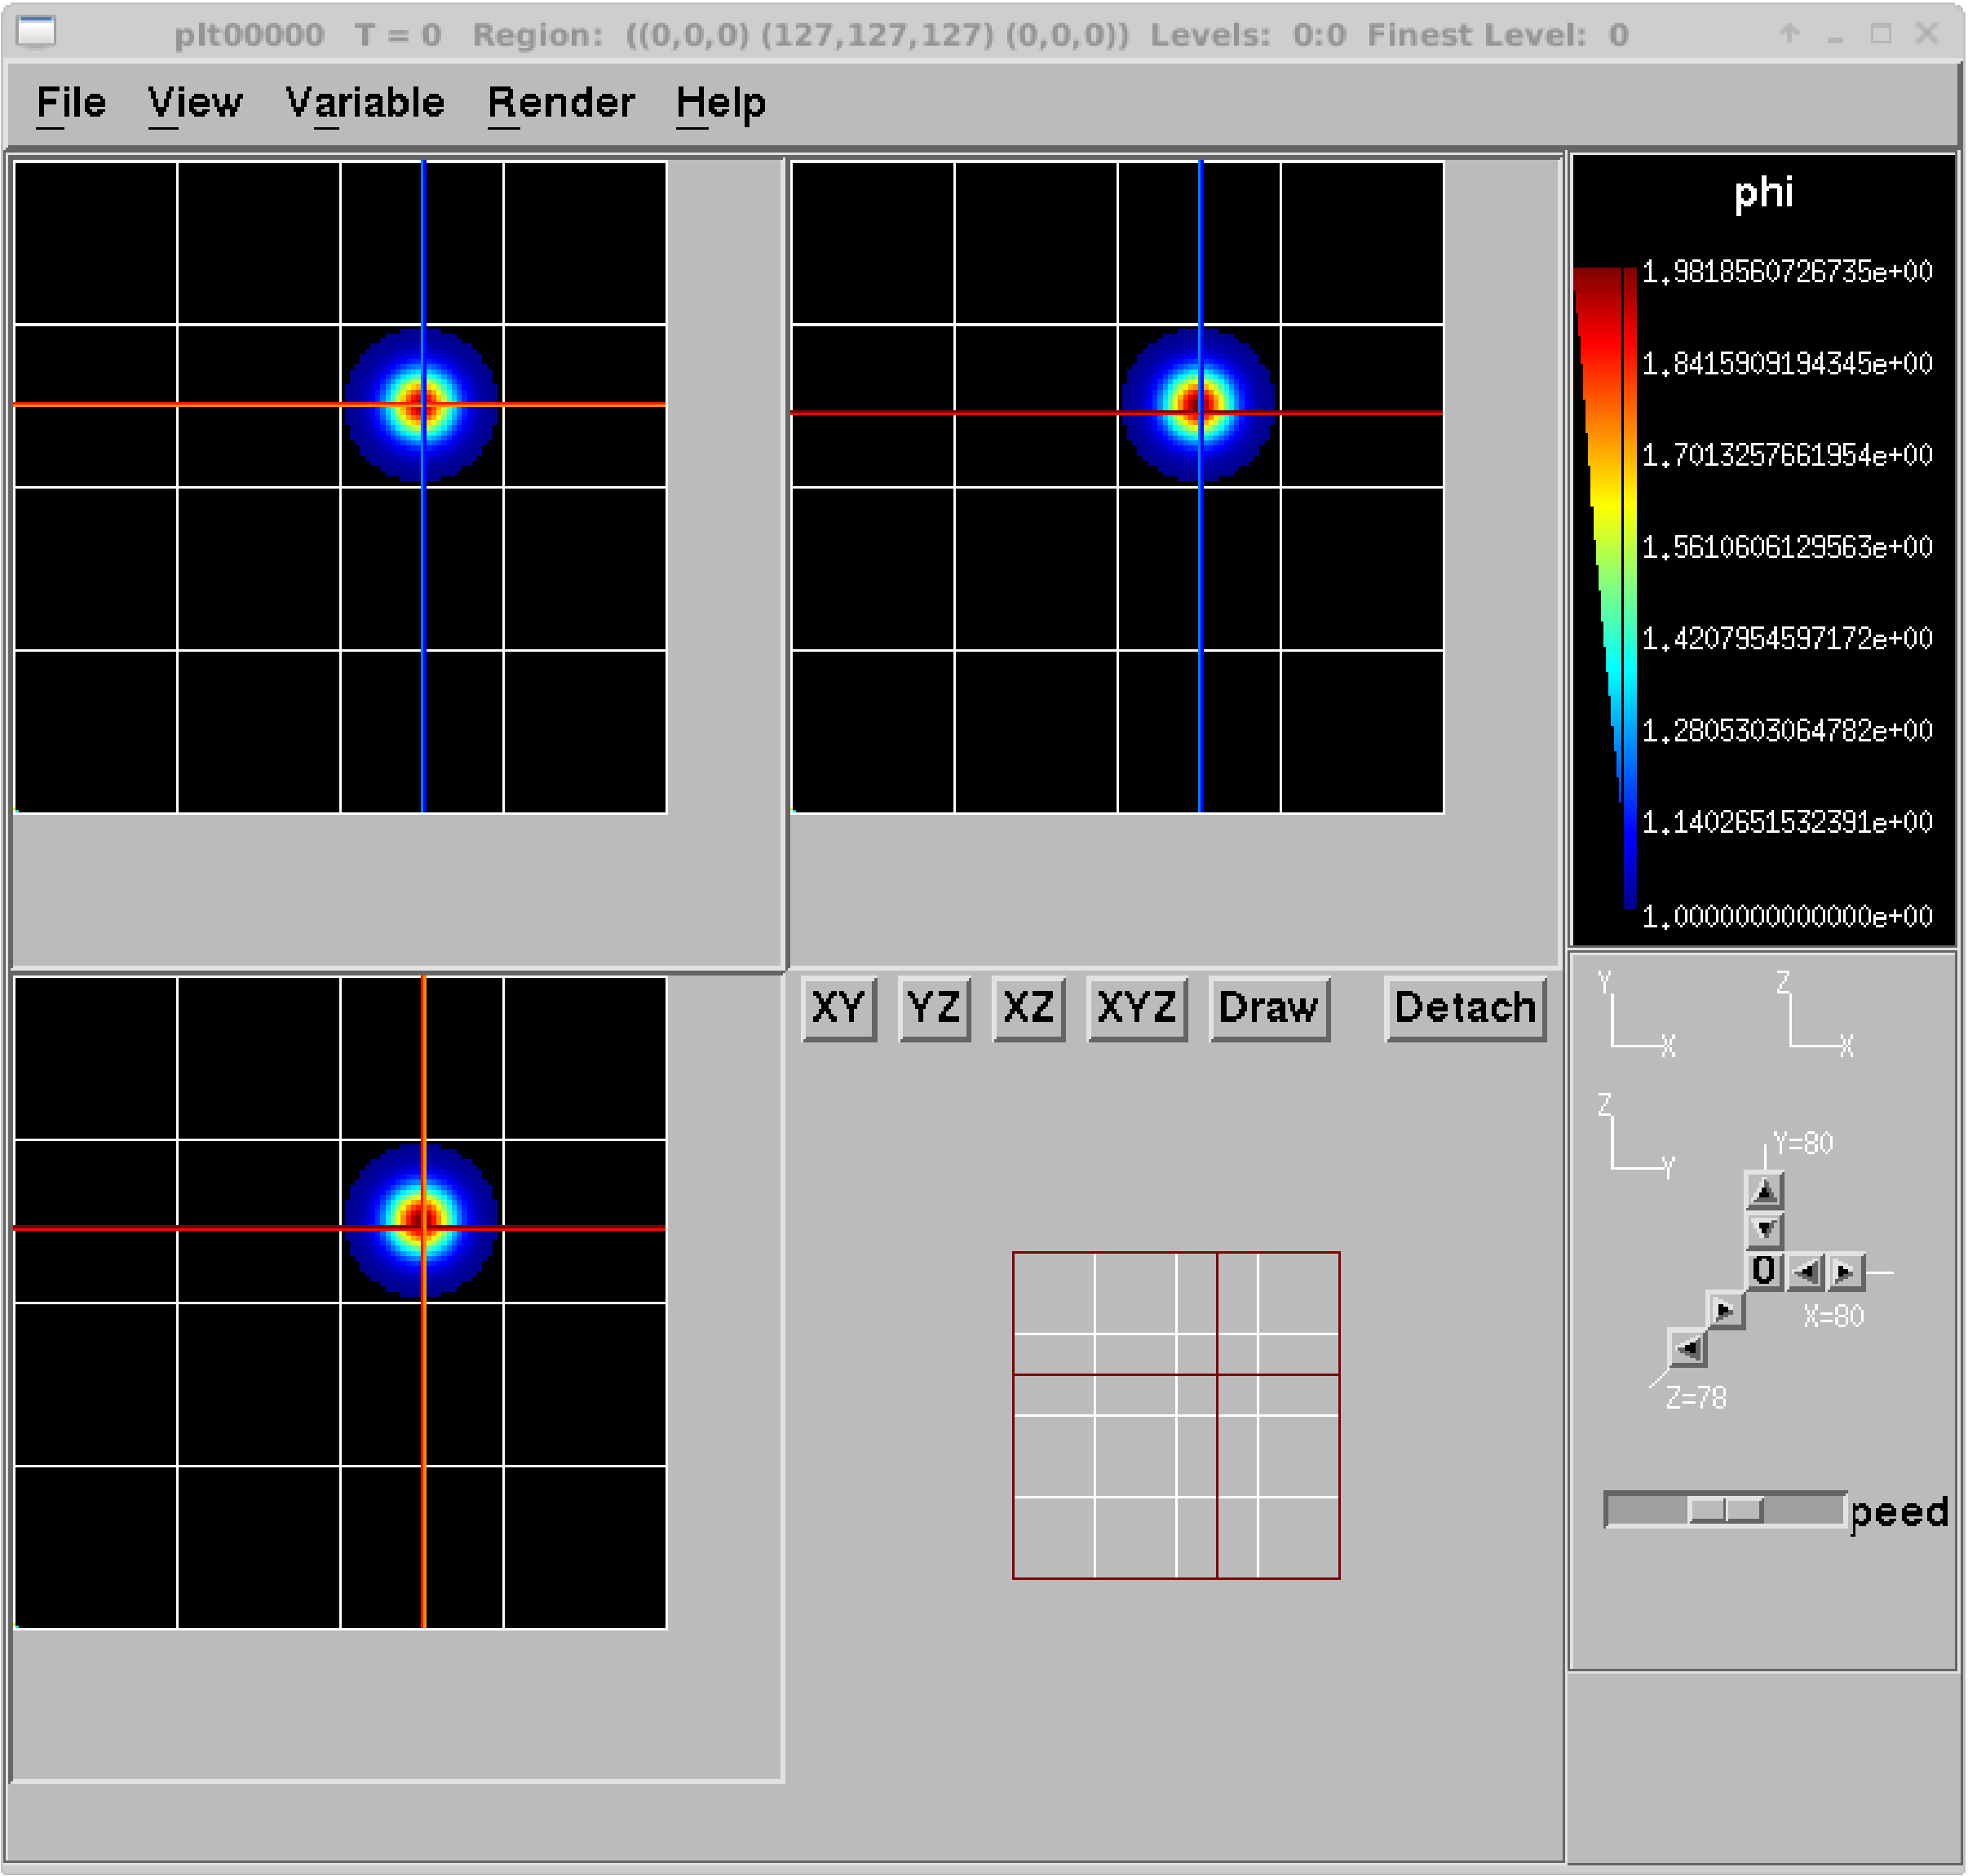 plt00000 T = 0 Region: ((0,0,0) (127,127,127) (0,0,0)) Levels: 0:0 Finest Level: 0
File View Variable Render Help
phi
1.9818560726735e+00
1.8415909194345e+00
1.7013257661954e+00
1.5610606129563e+00
1.4207954597172e+00
1.2805303064782e+00
1.1402651532391e+00
1.0000000000000e+00
XY YZ XZ XYZ Draw Detach
Y Z
X X
Z
Y
Y=80
0
X=80
Z=78
peed